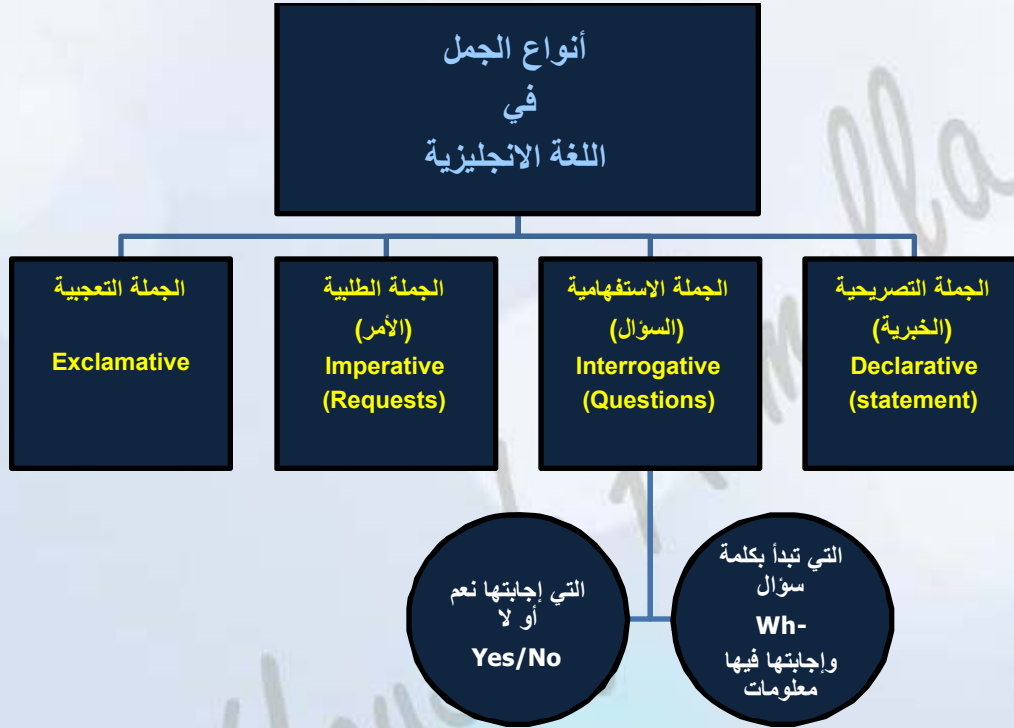 أنواع الجمل
في
اللغة الانجليزية
الجملة التصريحية
(الخبرية)
Declarative
(statement)
الجملة الاستفهامية
(السؤال)
Interrogative
(Questions)
الجملة الطلبية
(الأمر)
Imperative
(Requests)
الجملة التعجبية
Exclamative
التي تبدأ بكلمة
سؤال
Wh-
وإجابتها فيها
معلومات
التي إجابتها نعم
أو لا
Yes/No